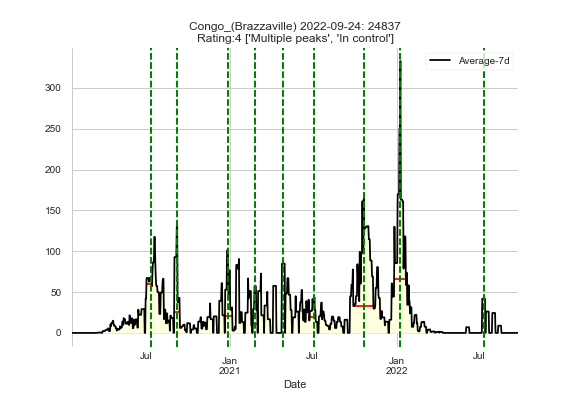 Congo_(Brazzaville) 2022-09-24: 24837
Rating:4 ['Multiple peaks', 'In control']
Average-7d
300
250
200
150
100
50
0
Jul
Jan
2021
Jul
Jan
2022
Jul
Date